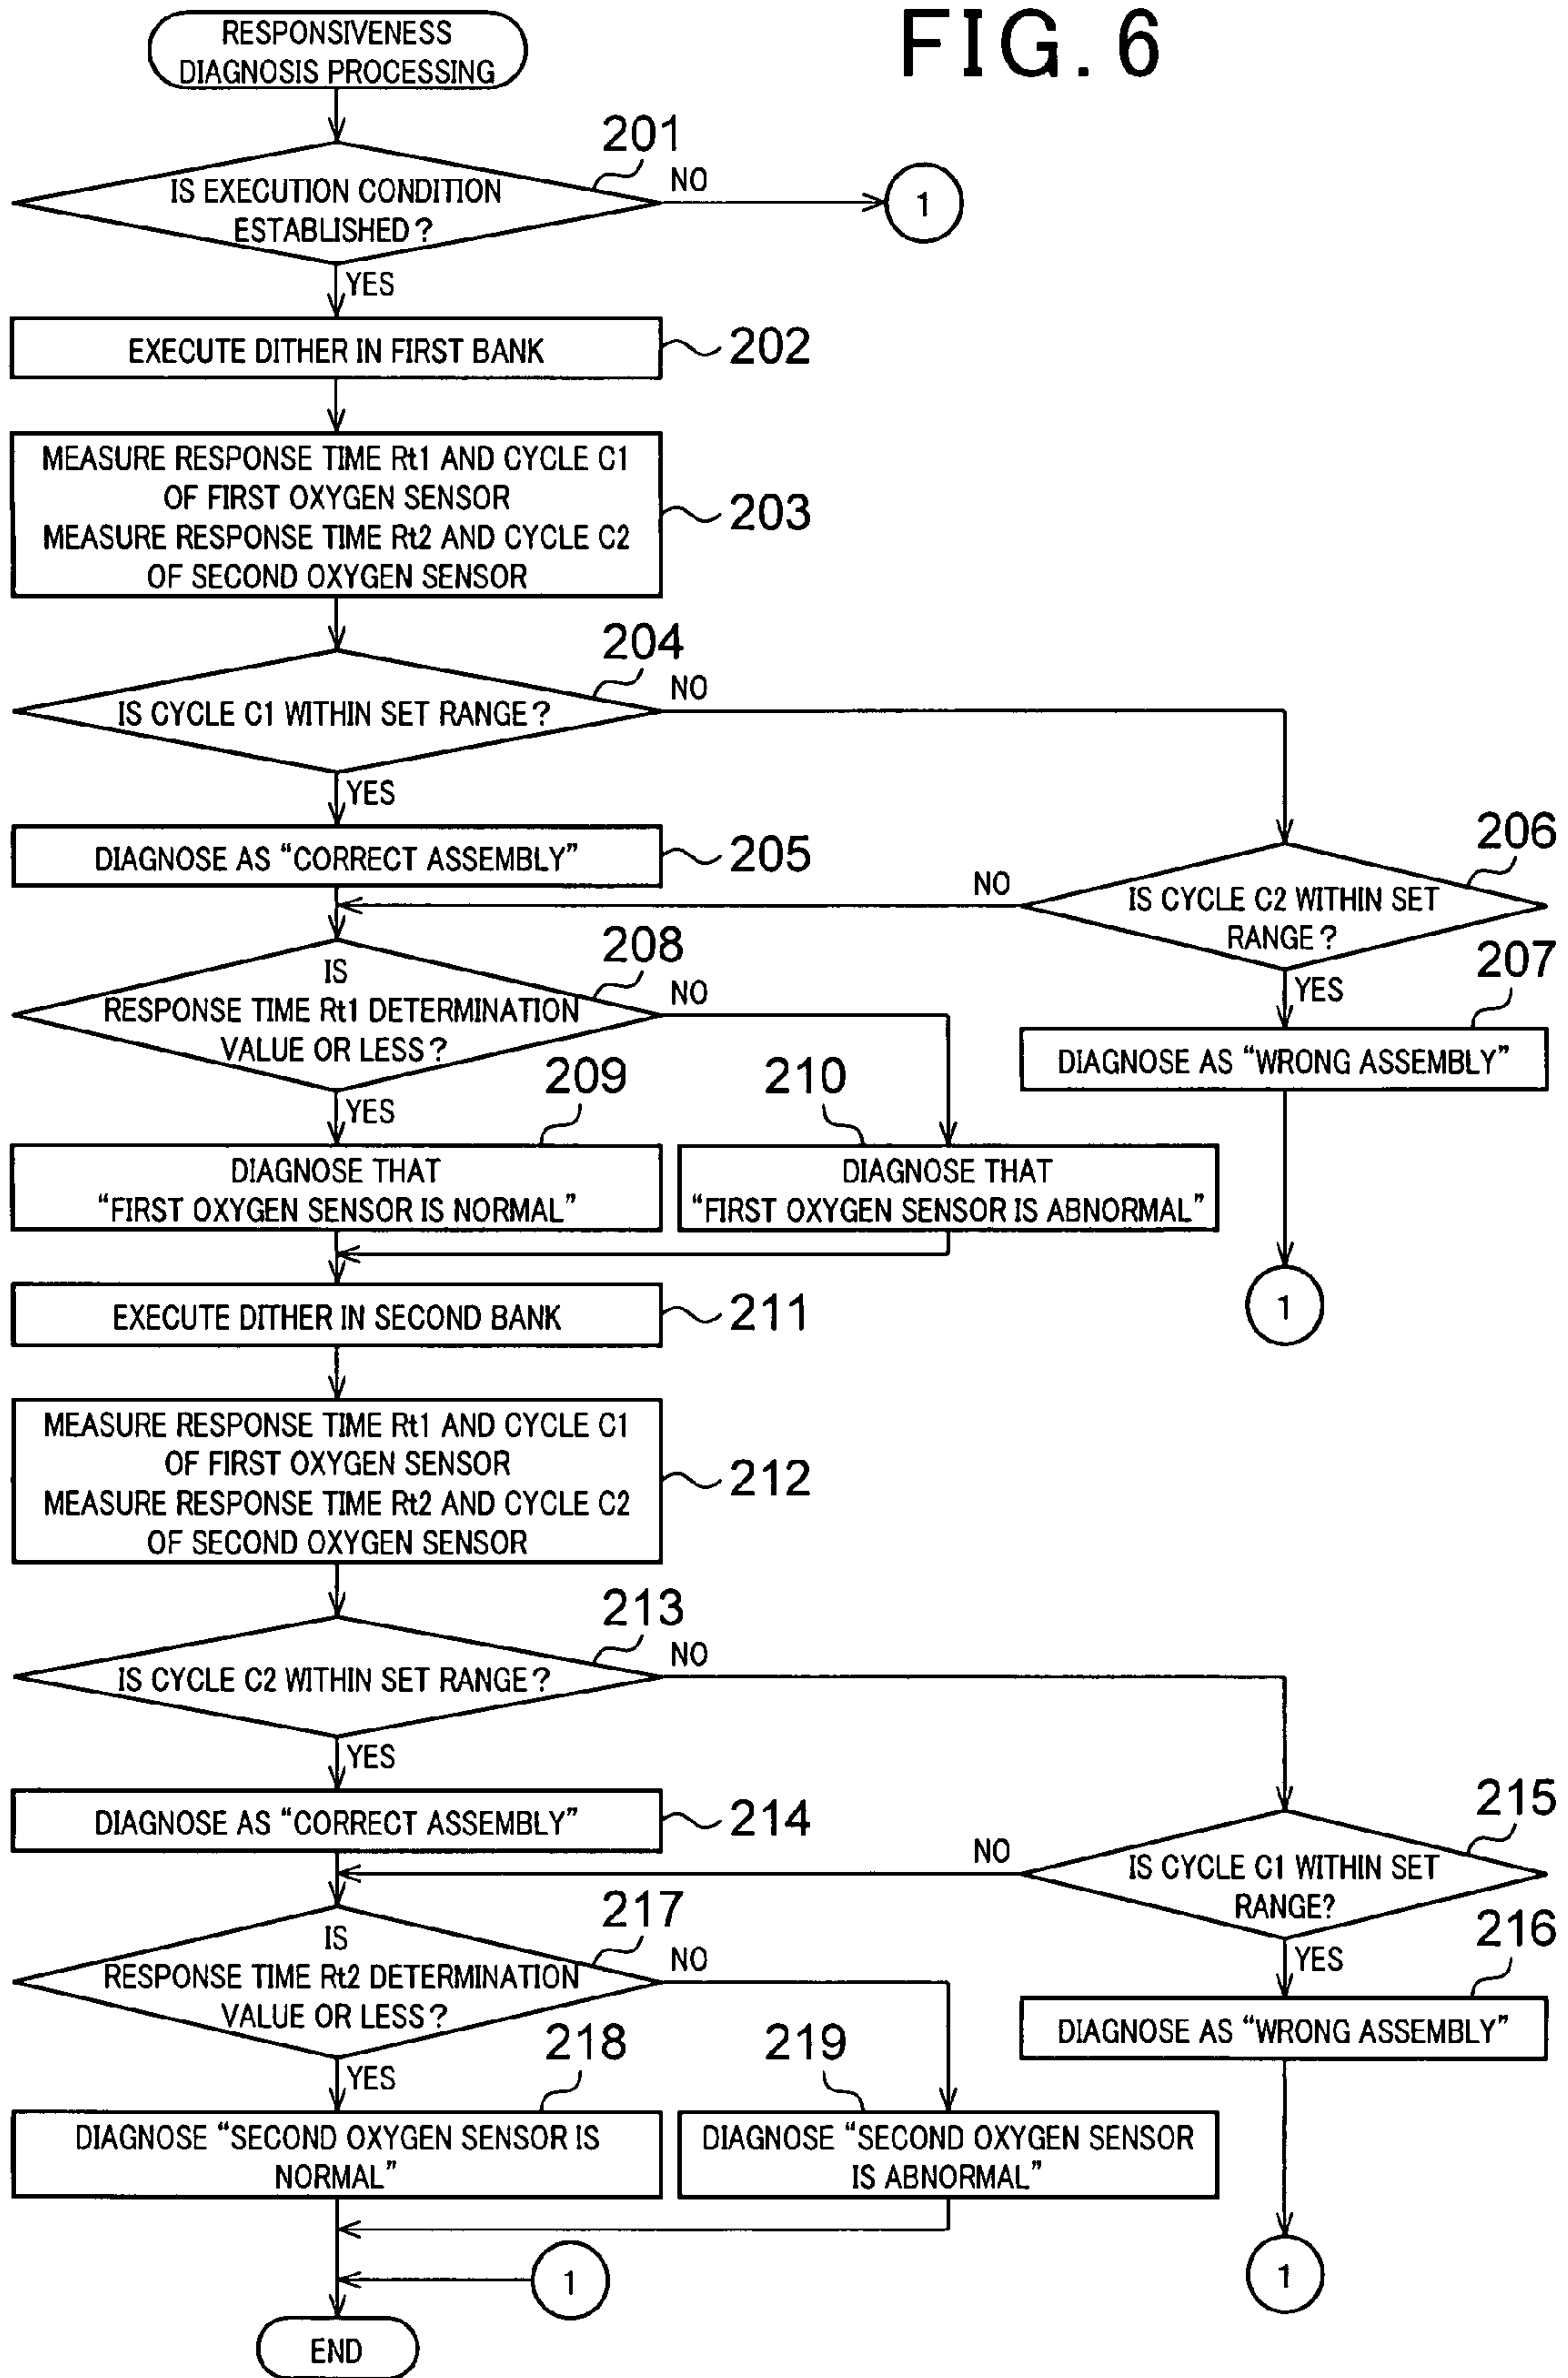 FIG. 6
RESPONSIVENESS
DIAGNOSIS PROCESSING
201
IS EXECUTION CONDITION
ESTABLISHED?
NO
1
YES
EXECUTE DITHER IN FIRST BANK
202
MEASURE RESPONSE TIME Rt1 AND CYCLE C1
OF FIRST OXYGEN SENSOR
MEASURE RESPONSE TIME Rt2 AND CYCLE C2
OF SECOND OXYGEN SENSOR
203
204
IS CYCLE C1 WITHIN SET RANGE?
NO
YES
DIAGNOSE AS “CORRECT ASSEMBLY”
205
206
IS CYCLE C2 WITHIN SET
RANGE?
NO
YES
207
DIAGNOSE AS “WRONG ASSEMBLY”
1
208
IS
RESPONSE TIME Rt1 DETERMINATION
VALUE OR LESS?
NO
YES
209
DIAGNOSE THAT
“FIRST OXYGEN SENSOR IS NORMAL”
210
DIAGNOSE THAT
“FIRST OXYGEN SENSOR IS ABNORMAL”
EXECUTE DITHER IN SECOND BANK
211
MEASURE RESPONSE TIME Rt1 AND CYCLE C1
OF FIRST OXYGEN SENSOR
MEASURE RESPONSE TIME Rt2 AND CYCLE C2
OF SECOND OXYGEN SENSOR
212
213
IS CYCLE C2 WITHIN SET RANGE?
NO
YES
DIAGNOSE AS “CORRECT ASSEMBLY”
214
215
IS CYCLE C1 WITHIN SET
RANGE?
NO
YES
216
DIAGNOSE AS “WRONG ASSEMBLY”
1
217
IS
RESPONSE TIME Rt2 DETERMINATION
VALUE OR LESS?
NO
YES
218
DIAGNOSE “SECOND OXYGEN SENSOR IS
NORMAL”
219
DIAGNOSE “SECOND OXYGEN SENSOR
IS ABNORMAL”
1
END